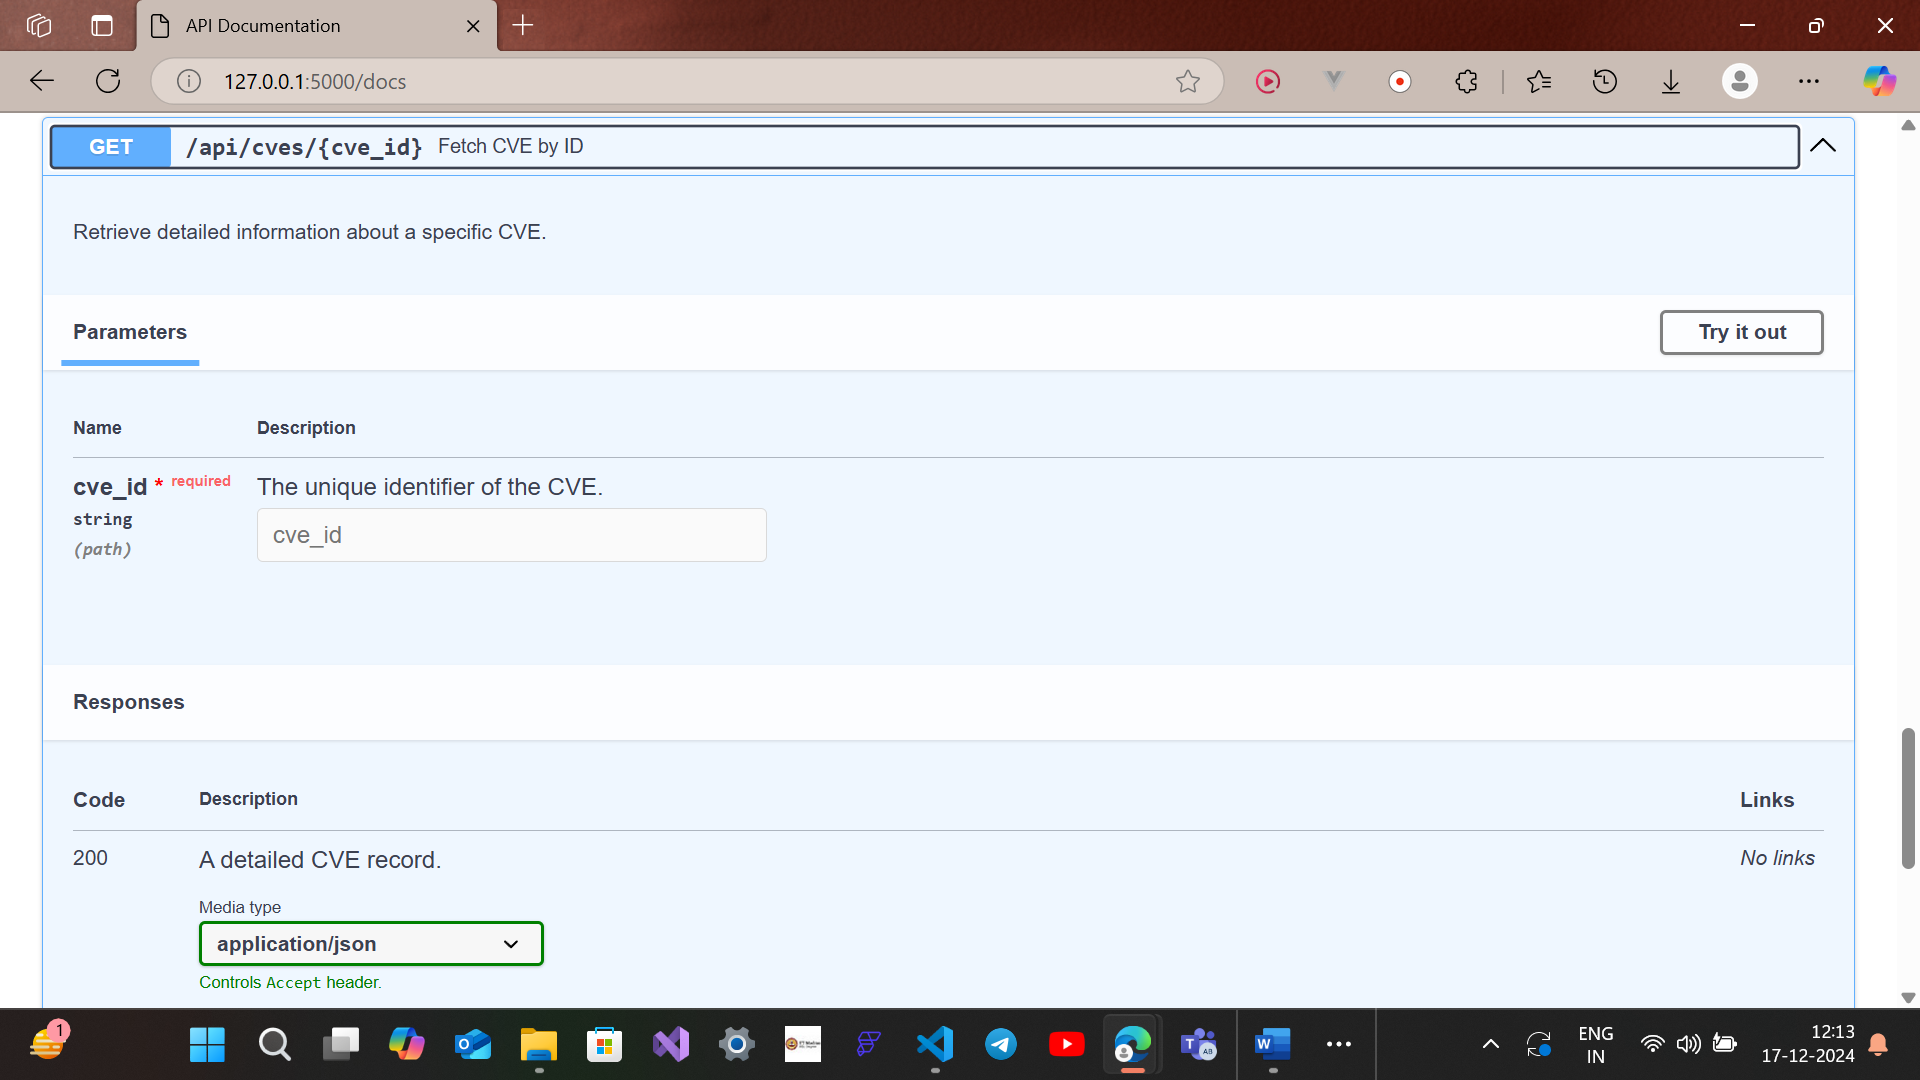 API Documentation
127.0.0.1:5000/docs
GET /api/cves/{cve_id} Fetch CVE by ID
Retrieve detailed information about a specific CVE.
Parameters
Try it out
Name Description
cve_id * required The unique identifier of the CVE.
string
cve_id
(path)
Responses
Code Description Links
200 A detailed CVE record. No links
Media type
application/json
Controls Accept header.
1
ENG
IN
12:13
17-12-2024